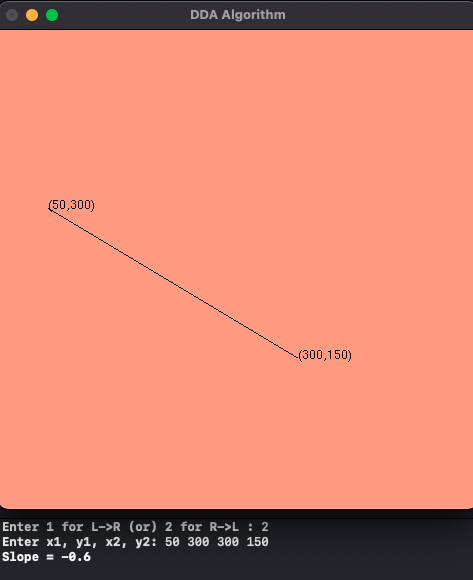 DDA Algorithm
(50,300)
(300,150)
Enter 1 for L->R (or) 2 for R->L : 2
Enter x1, y1, x2, y2: 50 300 300 150
Slope = -0.6